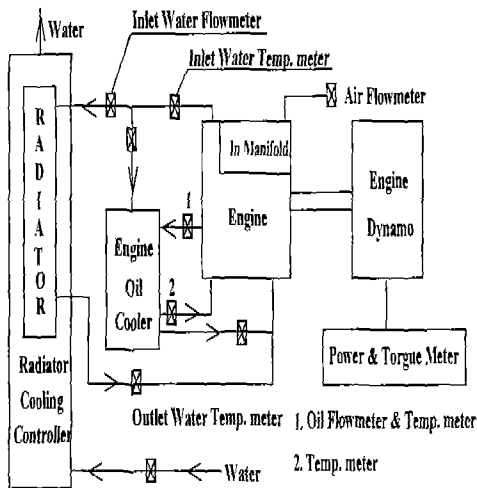 Water
Inlet Water Flowmeter
Inlet Water Temp. meter
Air Flowmeter
RADIATOR
In Manifold
Engine
Engine
Dynamo
1
Engine
Oil
Cooler
2
Radiator
Cooling
Controller
Power & Torgue Meter
Outlet Water Temp. meter
1. Oil Flowmeter & Temp. meter
2. Temp. meter
Water